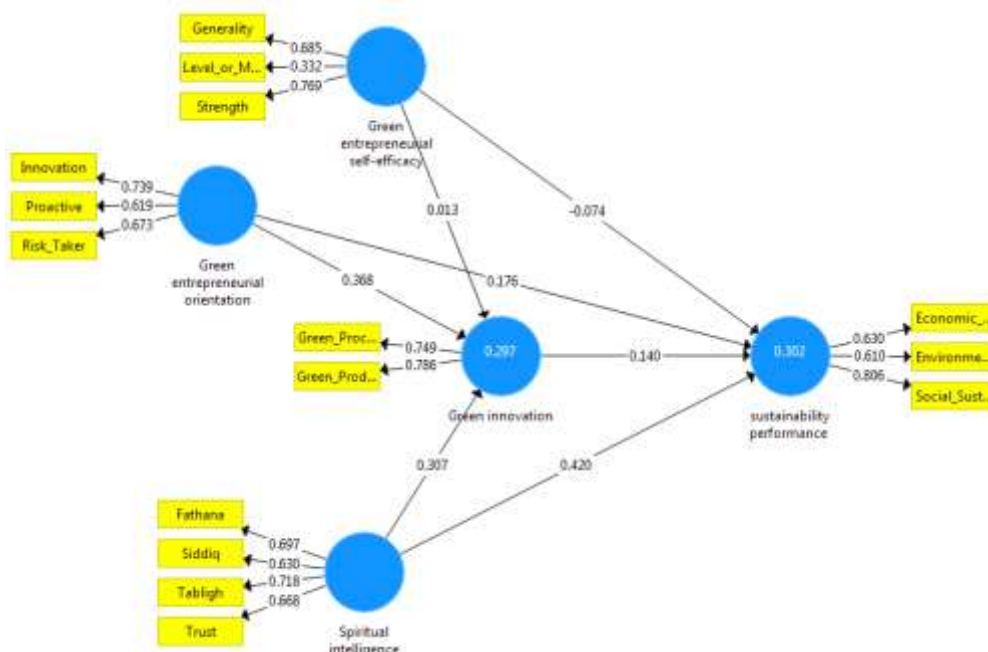 Generality
Level_or_M...
Strength
0.685
0.332
0.769
Green
entrepreneurial
self-efficacy
Innovation
Proactive
Risk_Taker
0.739
0.619
0.673
Green
entrepreneurial
orientation
0.013
-0.074
0.368
0.176
Green_Proc...
Green_Prod...
0.749
0.786
0.297
Green innovation
0.140
0.302
sustainability
performance
0.630
0.610
0.806
Economic_...
Environme...
Social_Sust...
0.307
0.420
Fathana
Siddiq
Tabligh
Trust
0.697
0.630
0.718
0.668
Spiritual
intelligence